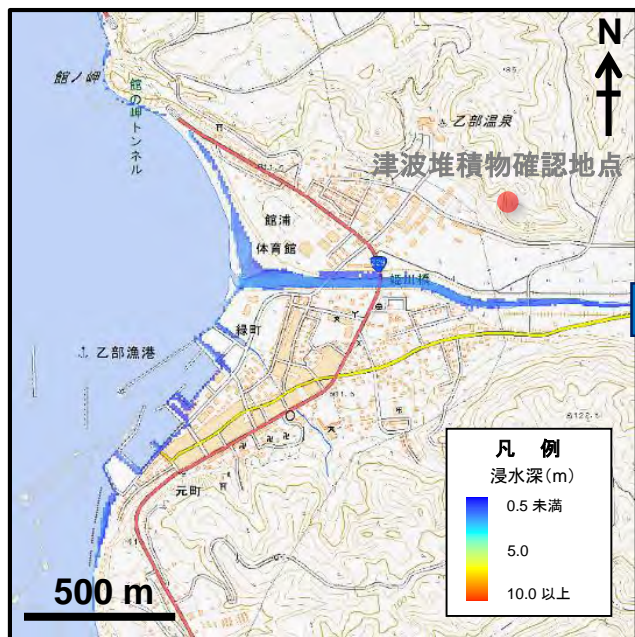 N
館ノ岬
館の岬トンネル
185
乙部温泉
津波堆積物確認地点
館浦
体育館
229
姫川橋
緑町
乙部漁港
元町
凡 例
浸水深(m)
0.5 未満
5.0
10.0 以上
500 m